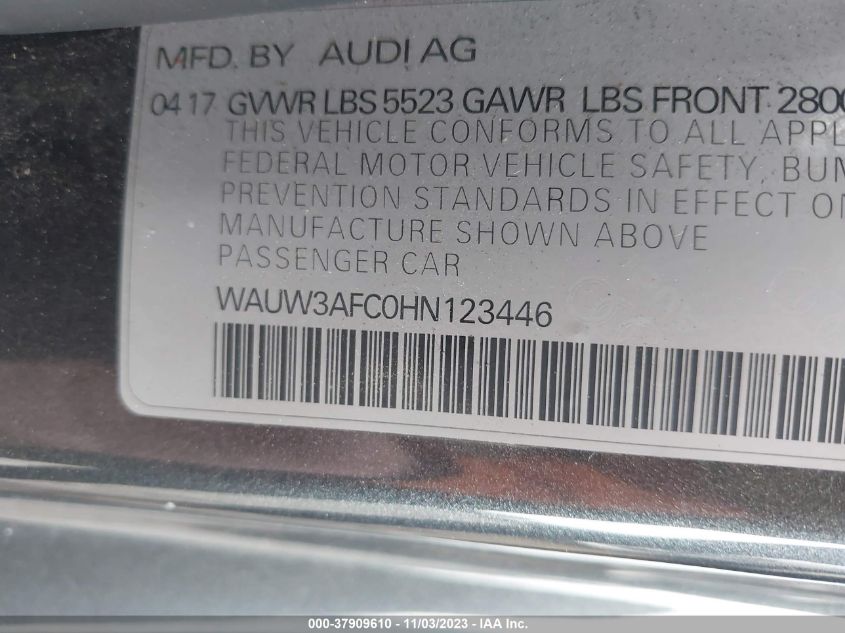 MFD. BY AUDI AG
04 17 GVWR LBS 5523 GAWR LBS FRONT 280
THIS VEHICLE CONFORMS TO ALL APPL
FEDERAL MOTOR VEHICLE SAFETY, BUM
PREVENTION STANDARDS IN EFFECT ON
MANUFACTURE SHOWN ABOVE
PASSENGER CAR
WAUW3AFC0HN123446
000-37909610 - 11/03/2023 - IAA Inc.